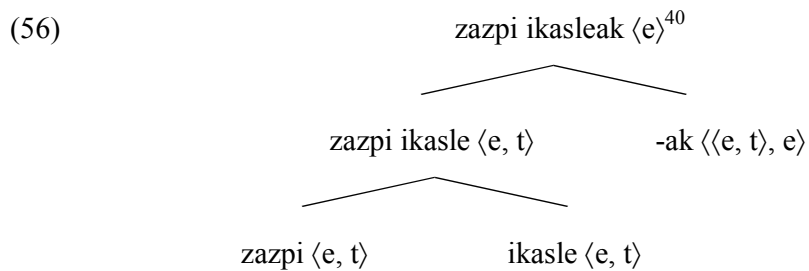 (56) zazpi ikasleak ⟨e⟩⁴⁰
zazpi ikasle ⟨e, t⟩ -ak ⟨⟨e, t⟩, e⟩
zazpi ⟨e, t⟩ ikasle ⟨e, t⟩